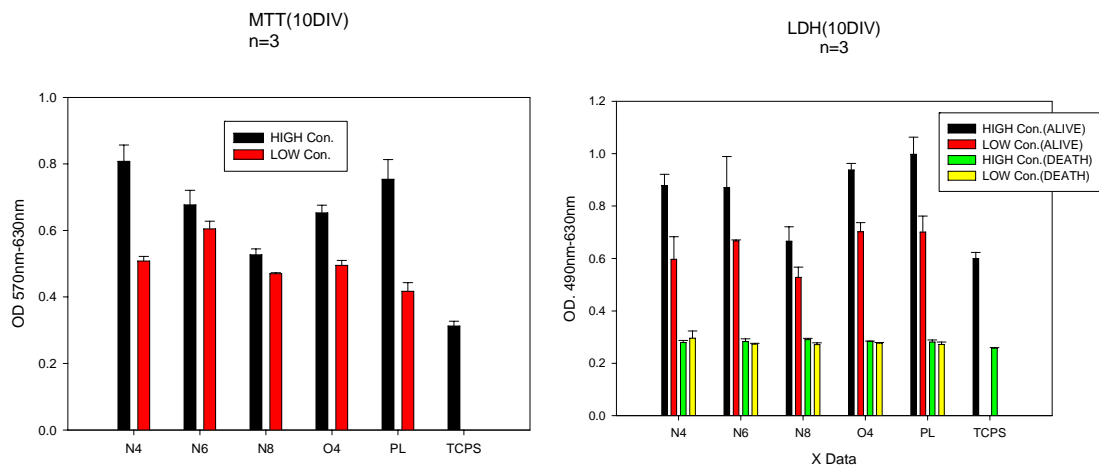 MTT(10DIV)
n=3
OD 570nm-630nm
1.0
0.8
0.6
0.4
0.2
0.0
HIGH Con.
LOW Con.
N4 N6 N8 O4 PL TCPS
LDH(10DIV)
n=3
OD. 490nm-630nm
1.2
1.0
0.8
0.6
0.4
0.2
0.0
HIGH Con.(ALIVE)
LOW Con.(ALIVE)
HIGH Con.(DEATH)
LOW Con.(DEATH)
N4 N6 N8 O4 PL TCPS
X Data